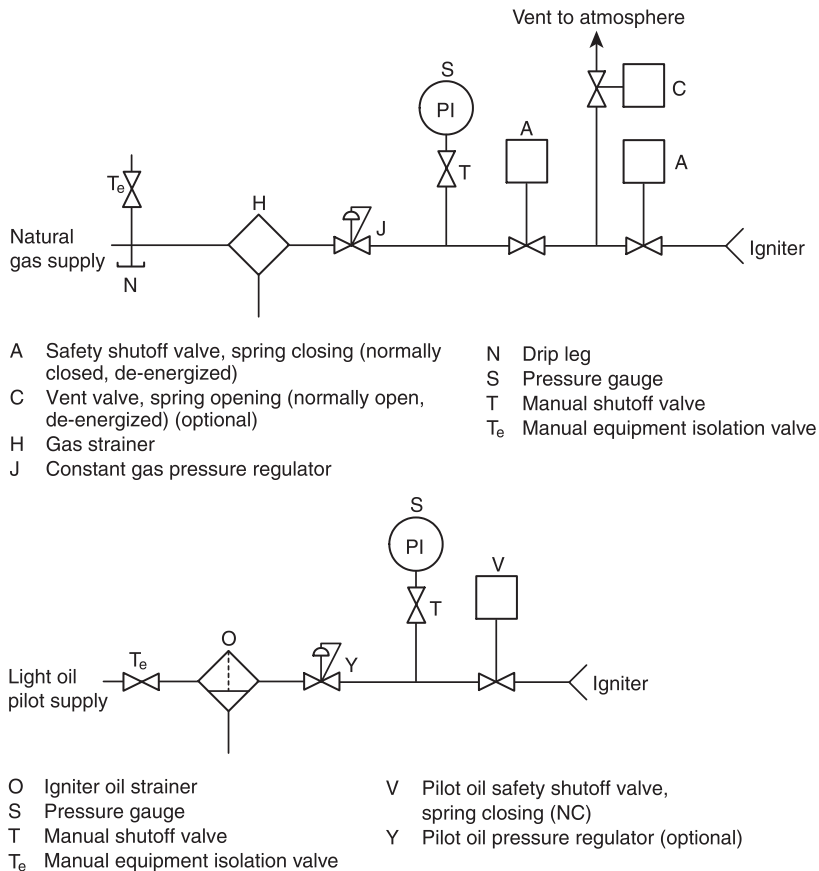 Vent to atmosphere
S
PI
C
A
A
T
Te
H
J
Natural
gas supply
N
Igniter
A Safety shutoff valve, spring closing (normally
closed, de-energized)
C Vent valve, spring opening (normally open,
de-energized) (optional)
H Gas strainer
J Constant gas pressure regulator
N Drip leg
S Pressure gauge
T Manual shutoff valve
Te Manual equipment isolation valve
S
PI
V
T
O
Te
Y
Light oil
pilot supply
Igniter
O Igniter oil strainer
S Pressure gauge
T Manual shutoff valve
Te Manual equipment isolation valve
V Pilot oil safety shutoff valve,
spring closing (NC)
Y Pilot oil pressure regulator (optional)